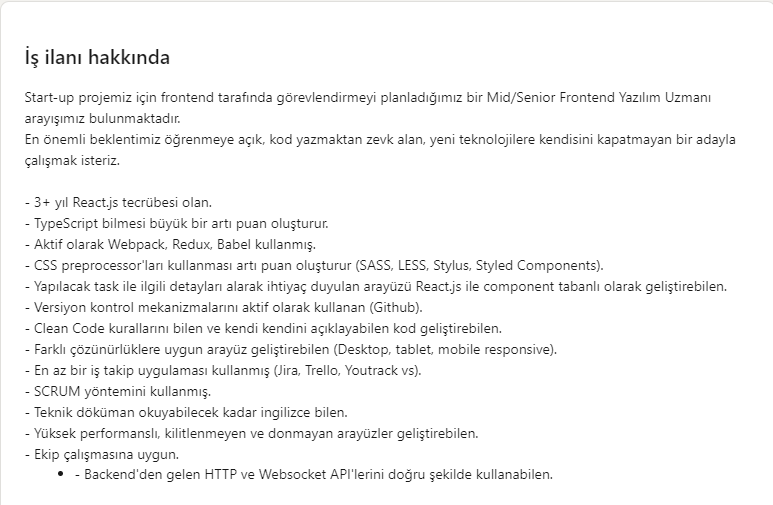 İş ilanı hakkında
Start-up projemiz için frontend tarafında görevlendirmeyi planladığımız bir Mid/Senior Frontend Yazılım Uzmanı
arayışımız bulunmaktadır.
En önemli beklentimiz öğrenmeye açık, kod yazmaktan zevk alan, yeni teknolojilere kendisini kapatmayan bir adayla
çalışmak isteriz.
- 3+ yıl React.js tecrübesi olan.
- TypeScript bilmesi büyük bir artı puan oluşturur.
- Aktif olarak Webpack, Redux, Babel kullanmış.
- CSS preprocessor'ları kullanması artı puan oluşturur (SASS, LESS, Stylus, Styled Components).
- Yapılacak task ile ilgili detayları alarak ihtiyaç duyulan arayüzü React.js ile component tabanlı olarak geliştirebilen.
- Versiyon kontrol mekanizmalarını aktif olarak kullanan (Github).
- Clean Code kurallarını bilen ve kendi kendini açıklayabilen kod geliştirebilen.
- Farklı çözünürlüklere uygun arayüz geliştirebilen (Desktop, tablet, mobile responsive).
- En az bir iş takip uygulaması kullanmış (Jira, Trello, Youtrack vs).
- SCRUM yöntemini kullanmış.
- Teknik döküman okuyabilecek kadar ingilizce bilen.
- Yüksek performanslı, kilitlenmeyen ve donmayan arayüzler geliştirebilen.
- Ekip çalışmasına uygun.
• - Backend'den gelen HTTP ve Websocket API'lerini doğru şekilde kullanabilen.